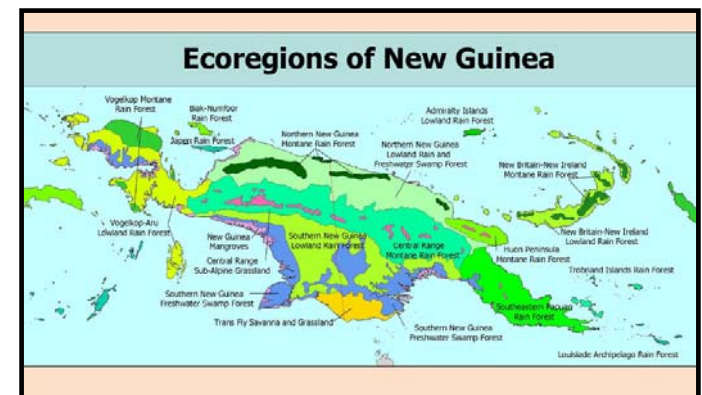 Ecoregions of New Guinea
Vogelkop Montane
Rain Forest
Biak-Numfoor
Rain Forest
Japen Rain Forest
Northern New Guinea
Montane Rain Forest
Northern New Guinea
Lowland Rain and
Freshwater Swamp Forest
Admiralty Islands
Lowland Rain Forest
New Britain-New Ireland
Montane Rain Forest
New Britain-New Ireland
Lowland Rain Forest
Vogelkop-Aru
Lowland Rain Forest
New Guinea
Mangroves
Southern New Guinea
Lowland Rain Forest
Central Range
Montane Rain Forest
Huon Peninsula
Montane Rain Forest
Central Range
Sub-Alpine Grassland
Trobriand Islands Rain Forest
Southern New Guinea
Freshwater Swamp Forest
Southeastern Papuan
Rain Forest
Trans Fly Savanna and Grassland
Southern New Guinea
Freshwater Swamp Forest
Louisiade Archipelago Rain Forest